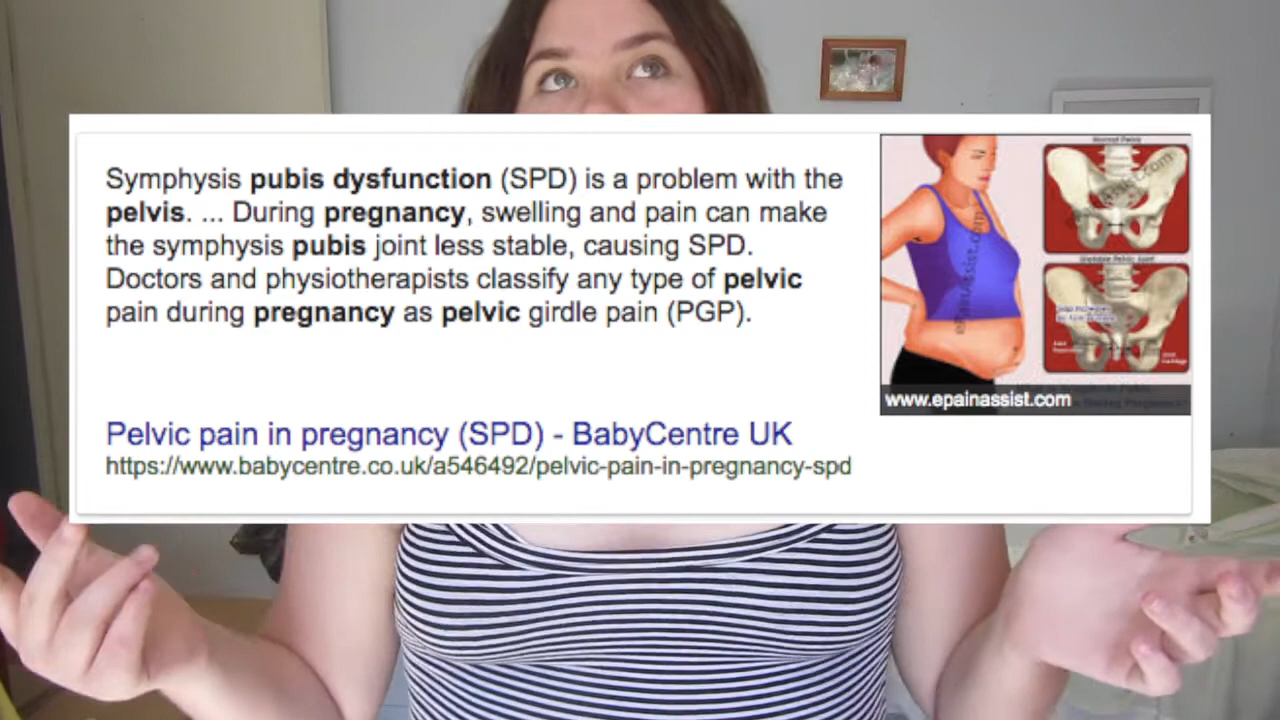 Symphysis pubis dysfunction (SPD) is a problem with the
pelvis. ... During pregnancy, swelling and pain can make
the symphysis pubis joint less stable, causing SPD.
Doctors and physiotherapists classify any type of pelvic
pain during pregnancy as pelvic girdle pain (PGP).
Pelvic pain in pregnancy (SPD) - BabyCentre UK
https://www.babycentre.co.uk/a546492/pelvic-pain-in-pregnancy-spd
Normal Pelvis
www.epainassist.com